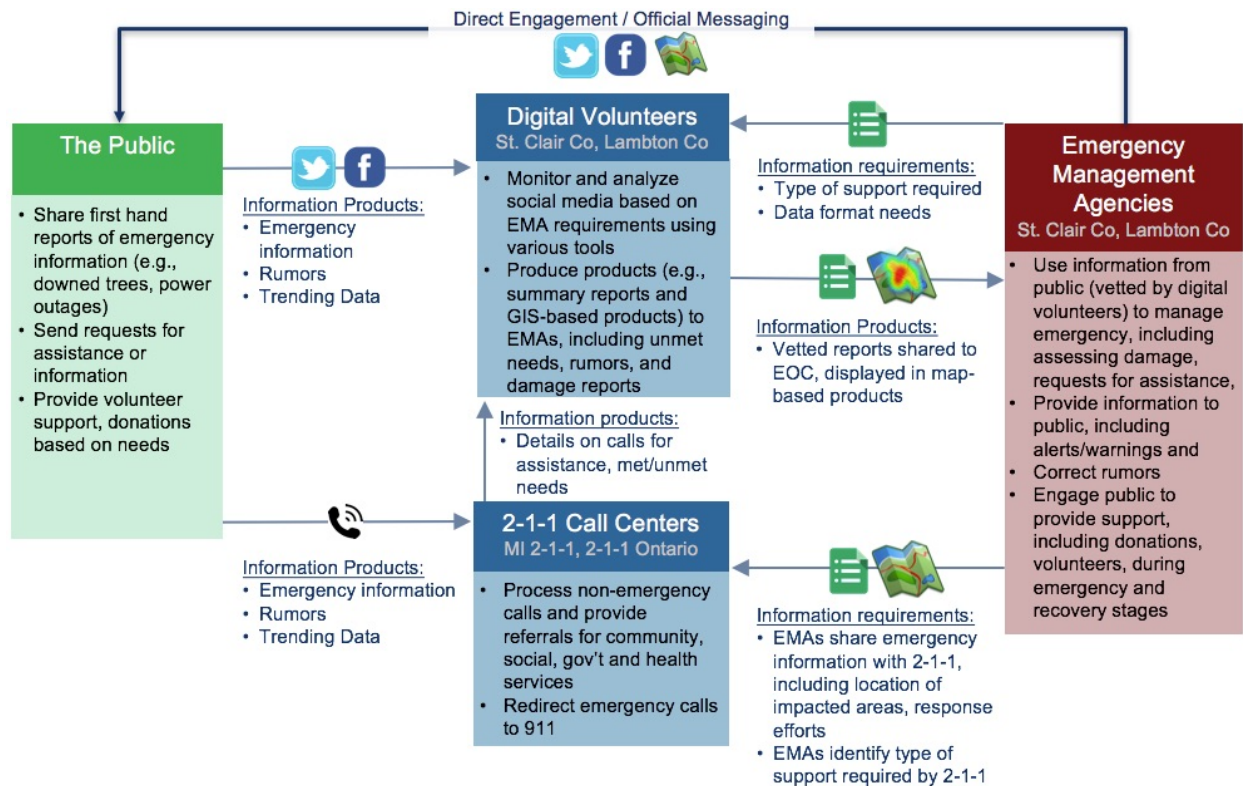 Direct Engagement / Official Messaging
The Public
• Share first hand
reports of emergency
information (e.g.,
downed trees, power
outages)
• Send requests for
assistance or
information
• Provide volunteer
support, donations
based on needs
Information Products:
• Emergency
information
• Rumors
• Trending Data
Digital Volunteers
St. Clair Co, Lambton Co
• Monitor and analyze
social media based on
EMA requirements using
various tools
• Produce products (e.g.,
summary reports and
GIS-based products) to
EMAs, including unmet
needs, rumors, and
damage reports
Information requirements:
• Type of support required
• Data format needs
Information Products:
• Vetted reports shared to
EOC, displayed in map-
based products
Emergency
Management
Agencies
St. Clair Co, Lambton Co
• Use information from
public (vetted by digital
volunteers) to manage
emergency, including
assessing damage,
requests for assistance,
• Provide information to
public, including
alerts/warnings and
• Correct rumors
• Engage public to
provide support,
including donations,
volunteers, during
emergency and
recovery stages
Information products:
• Details on calls for
assistance, met/unmet
needs
Information Products:
• Emergency information
• Rumors
• Trending Data
2-1-1 Call Centers
MI 2-1-1, 2-1-1 Ontario
• Process non-emergency
calls and provide
referrals for community,
social, gov't and health
services
• Redirect emergency calls
to 911
Information requirements:
• EMAs share emergency
information with 2-1-1,
including location of
impacted areas, response
efforts
• EMAs identify type of
support required by 2-1-1